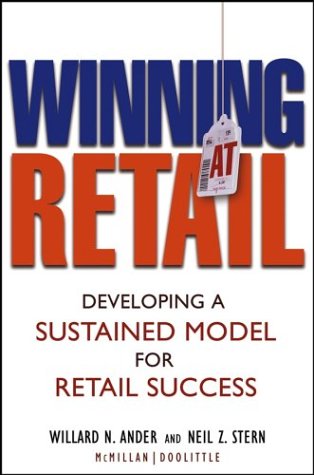 WINNING
AT
RETAIL
DEVELOPING A
SUSTAINED MODEL
FOR
RETAIL SUCCESS
WILLARD N. ANDER AND NEIL Z. STERN
MCMILLAN | DOOLITTLE